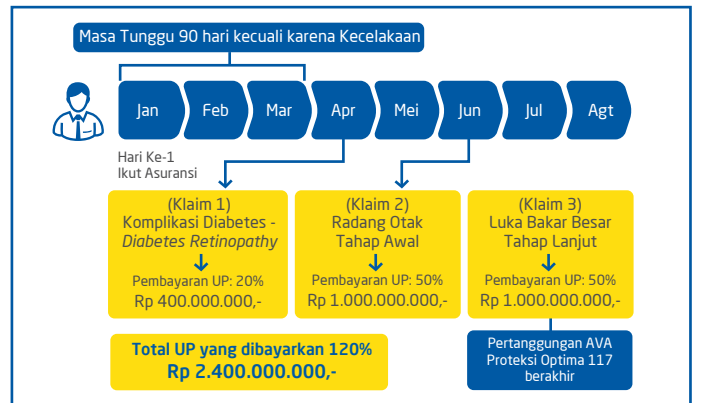 Masa Tunggu 90 hari kecuali karena Kecelakaan
Jan
Feb
Mar
Apr
Mei
Jun
Jul
Agt
Hari Ke-1
Ikut Asuransi
(Klaim 1)
Komplikasi Diabetes -
Diabetes Retinopathy
Pembayaran UP: 20%
Rp 400.000.000,-
(Klaim 2)
Radang Otak
Tahap Awal
Pembayaran UP: 50%
Rp 1.000.000.000,-
(Klaim 3)
Luka Bakar Besar
Tahap Lanjut
Pembayaran UP: 50%
Rp 1.000.000.000,-
Total UP yang dibayarkan 120%
Rp 2.400.000.000,-
Pertanggungan AVA
Proteksi Optima 117
berakhir